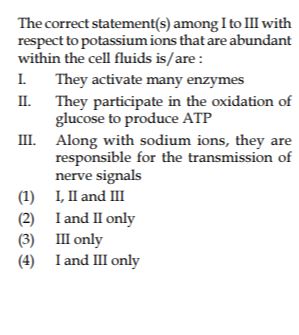 The correct statement(s) among I to III with
respect to potassium ions that are abundant
within the cell fluids is/are :
I. They activate many enzymes
II. They participate in the oxidation of
glucose to produce ATP
III. Along with sodium ions, they are
responsible for the transmission of
nerve signals
(1) I, II and III
(2) I and II only
(3) III only
(4) I and III only